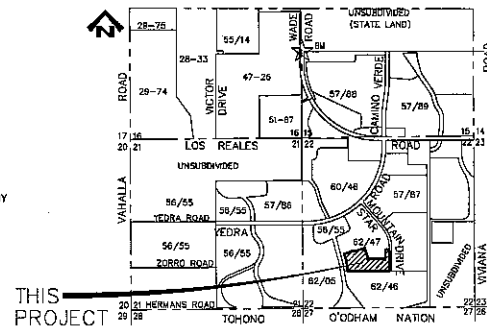 N
28-75
55/14
WADE
ROAD
UNSUBDIVIDED
(STATE LAND)
BM
28-33
ROAD
29-74
VICTOR
DRIVE
47-26
51-87
57/88
CAMINO VERDE
57/89
ROAD
17 16
20 21
LOS REALES
16 15
21 22
ROAD
15 14
22 23
UNSUBDIVIDED
VAHALLA
60/46
ROAD
57/87
56/55
56/55
57/86
YEDRA ROAD
YEDRA
56/55
STAR
MOUNTAIN
DRIVE
56/55
56/55
ZORRO ROAD
62/47
UNSUBDIVIDED
VIVIANA
THIS
PROJECT
62/05
62/46
20 21
29 28
HERMANS ROAD
21 22
28 27
22 23
27 26
TOHONO
O'ODHAM
NATION